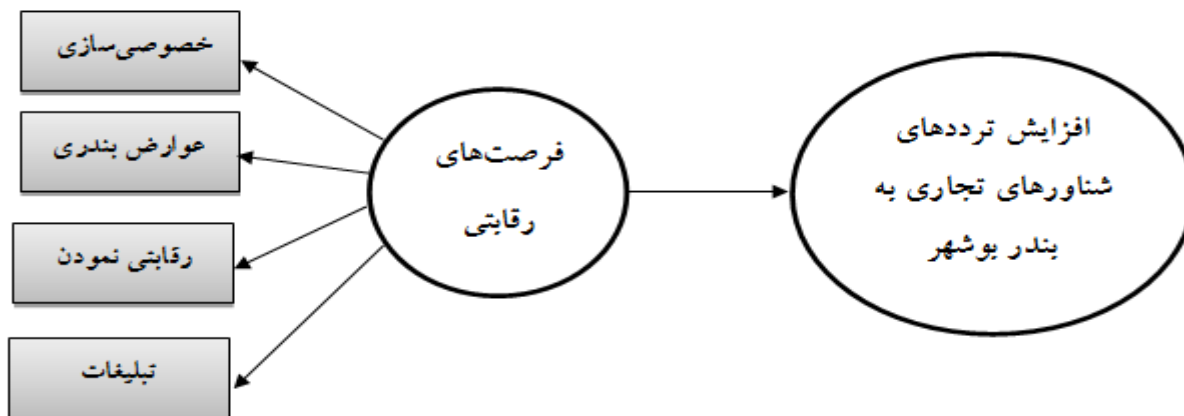 خصوصی‌سازی
عوارض بندری
رقابتی نمودن
تبلیغات
فرصت‌های
رقابتی
افزایش ترددهای
شناورهای تجاری به
بندر بوشهر